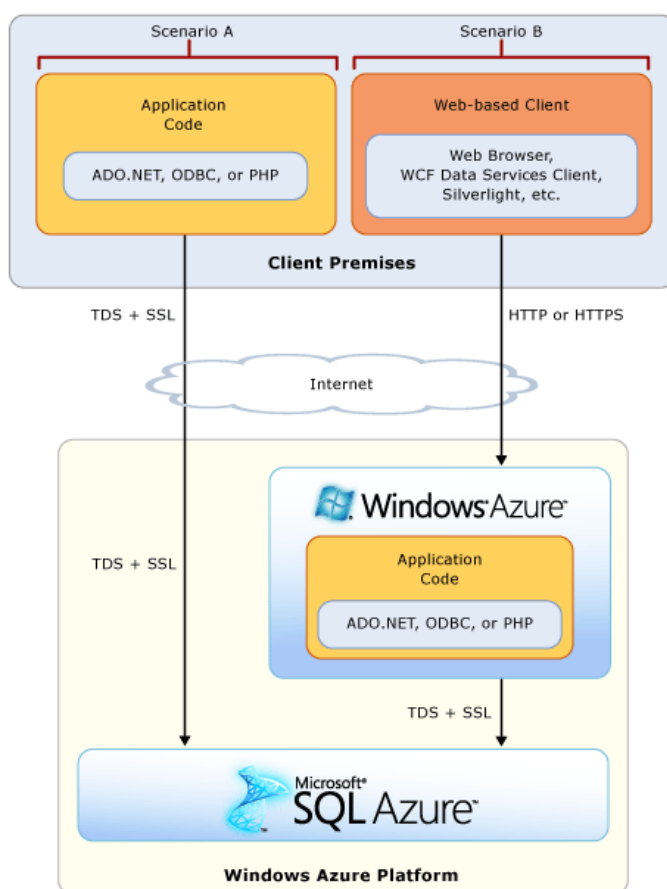 Scenario A
Scenario B
Application
Code
ADO.NET, ODBC, or PHP
Web-based Client
Web Browser,
WCF Data Services Client,
Silverlight, etc.
Client Premises
TDS + SSL
HTTP or HTTPS
Internet
Windows Azure™
Application
Code
ADO.NET, ODBC, or PHP
TDS + SSL
TDS + SSL
Microsoft®
SQL Azure™
Windows Azure Platform